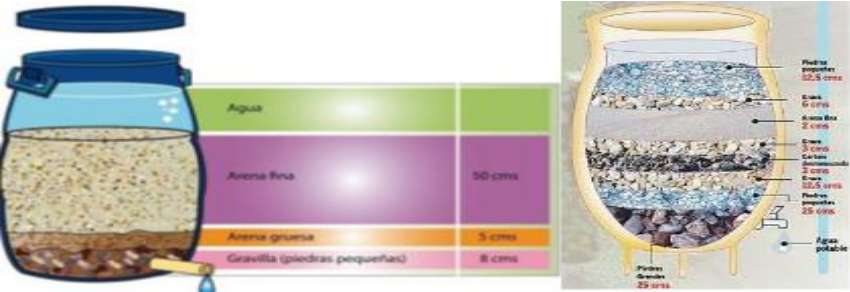 Agua
Arena fina 50 cms
Arena gruesa 5 cms
Gravilla (piedras pequeñas) 8 cms
Piedras
pequeñas
12,5 cms
Grava
6 cms
Arena fina
2 cms
Grava
3 cms
Carbón
3 cms
Grava
12,5 cms
Piedras
pequeñas
25 cms
Agua
potable
Piedras
Grandes
25 cms